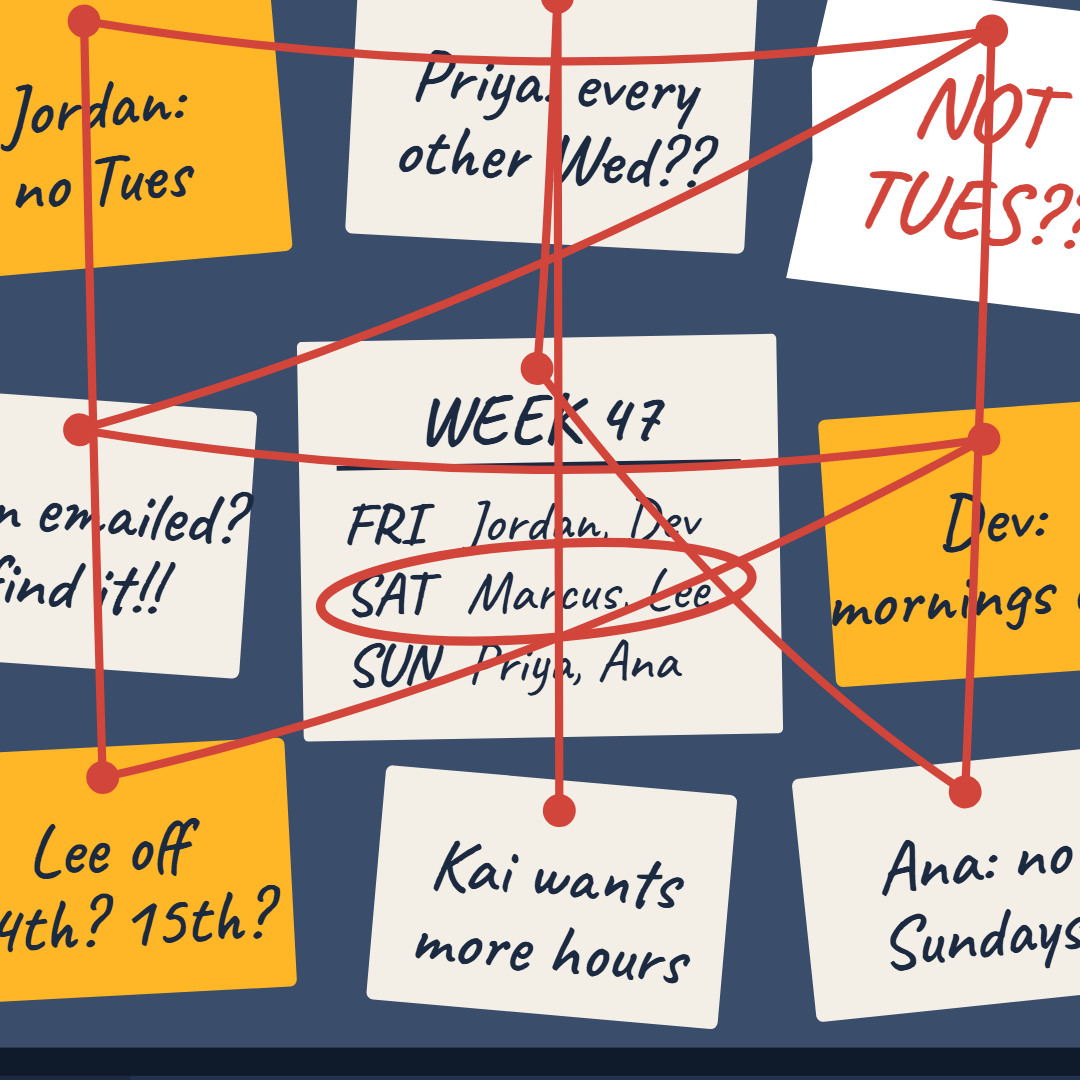 Jordan:
no Tues
Priya: every
other Wed??
NOT
TUES??
emailed?
find it!!
WEEK 47
FRI Jordan, Dev
SAT Marcus, Lee
SUN Priya, Ana
Dev:
mornings
Lee off
4th? 15th?
Kai wants
more hours
Ana: no
Sundays